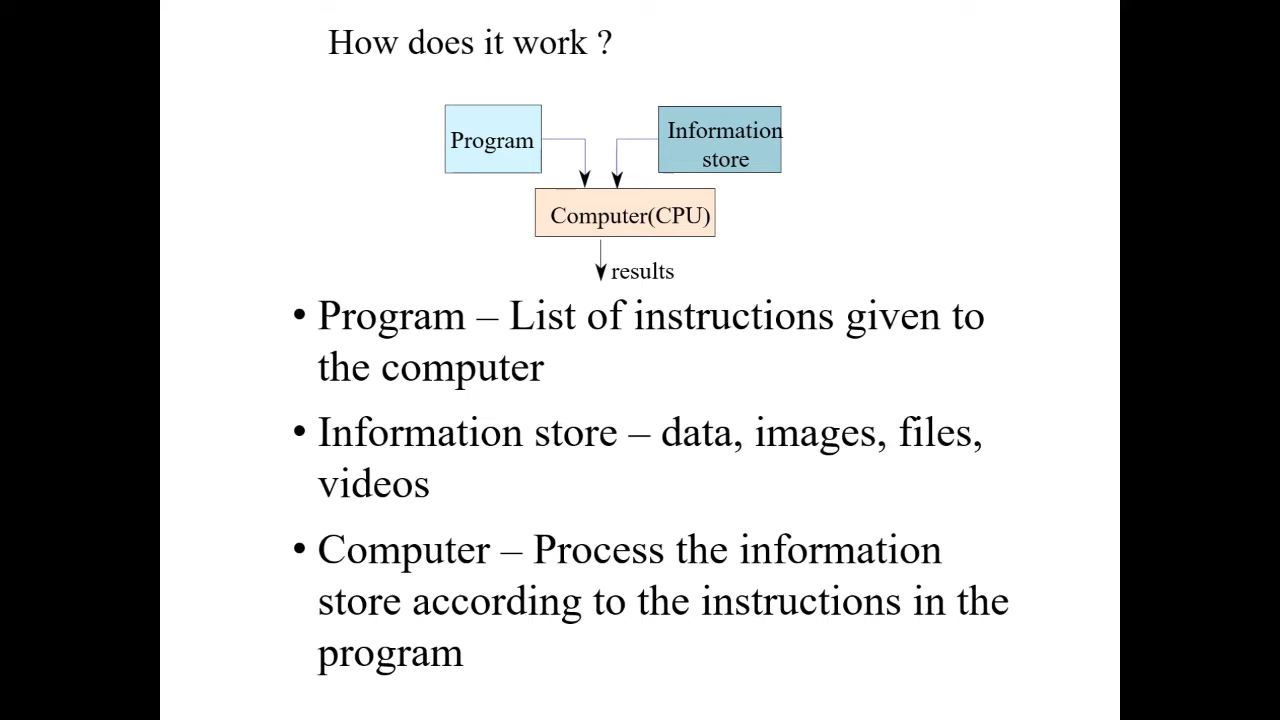 How does it work ?
Program
Information
store
Computer(CPU)
results
• Program – List of instructions given to
the computer
• Information store – data, images, files,
videos
• Computer – Process the information
store according to the instructions in the
program